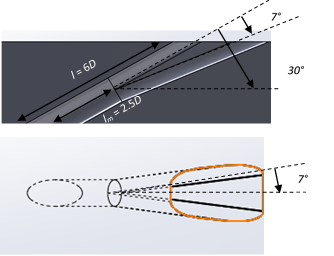 7°
l = 6D
30°
lm = 2.5D
7°